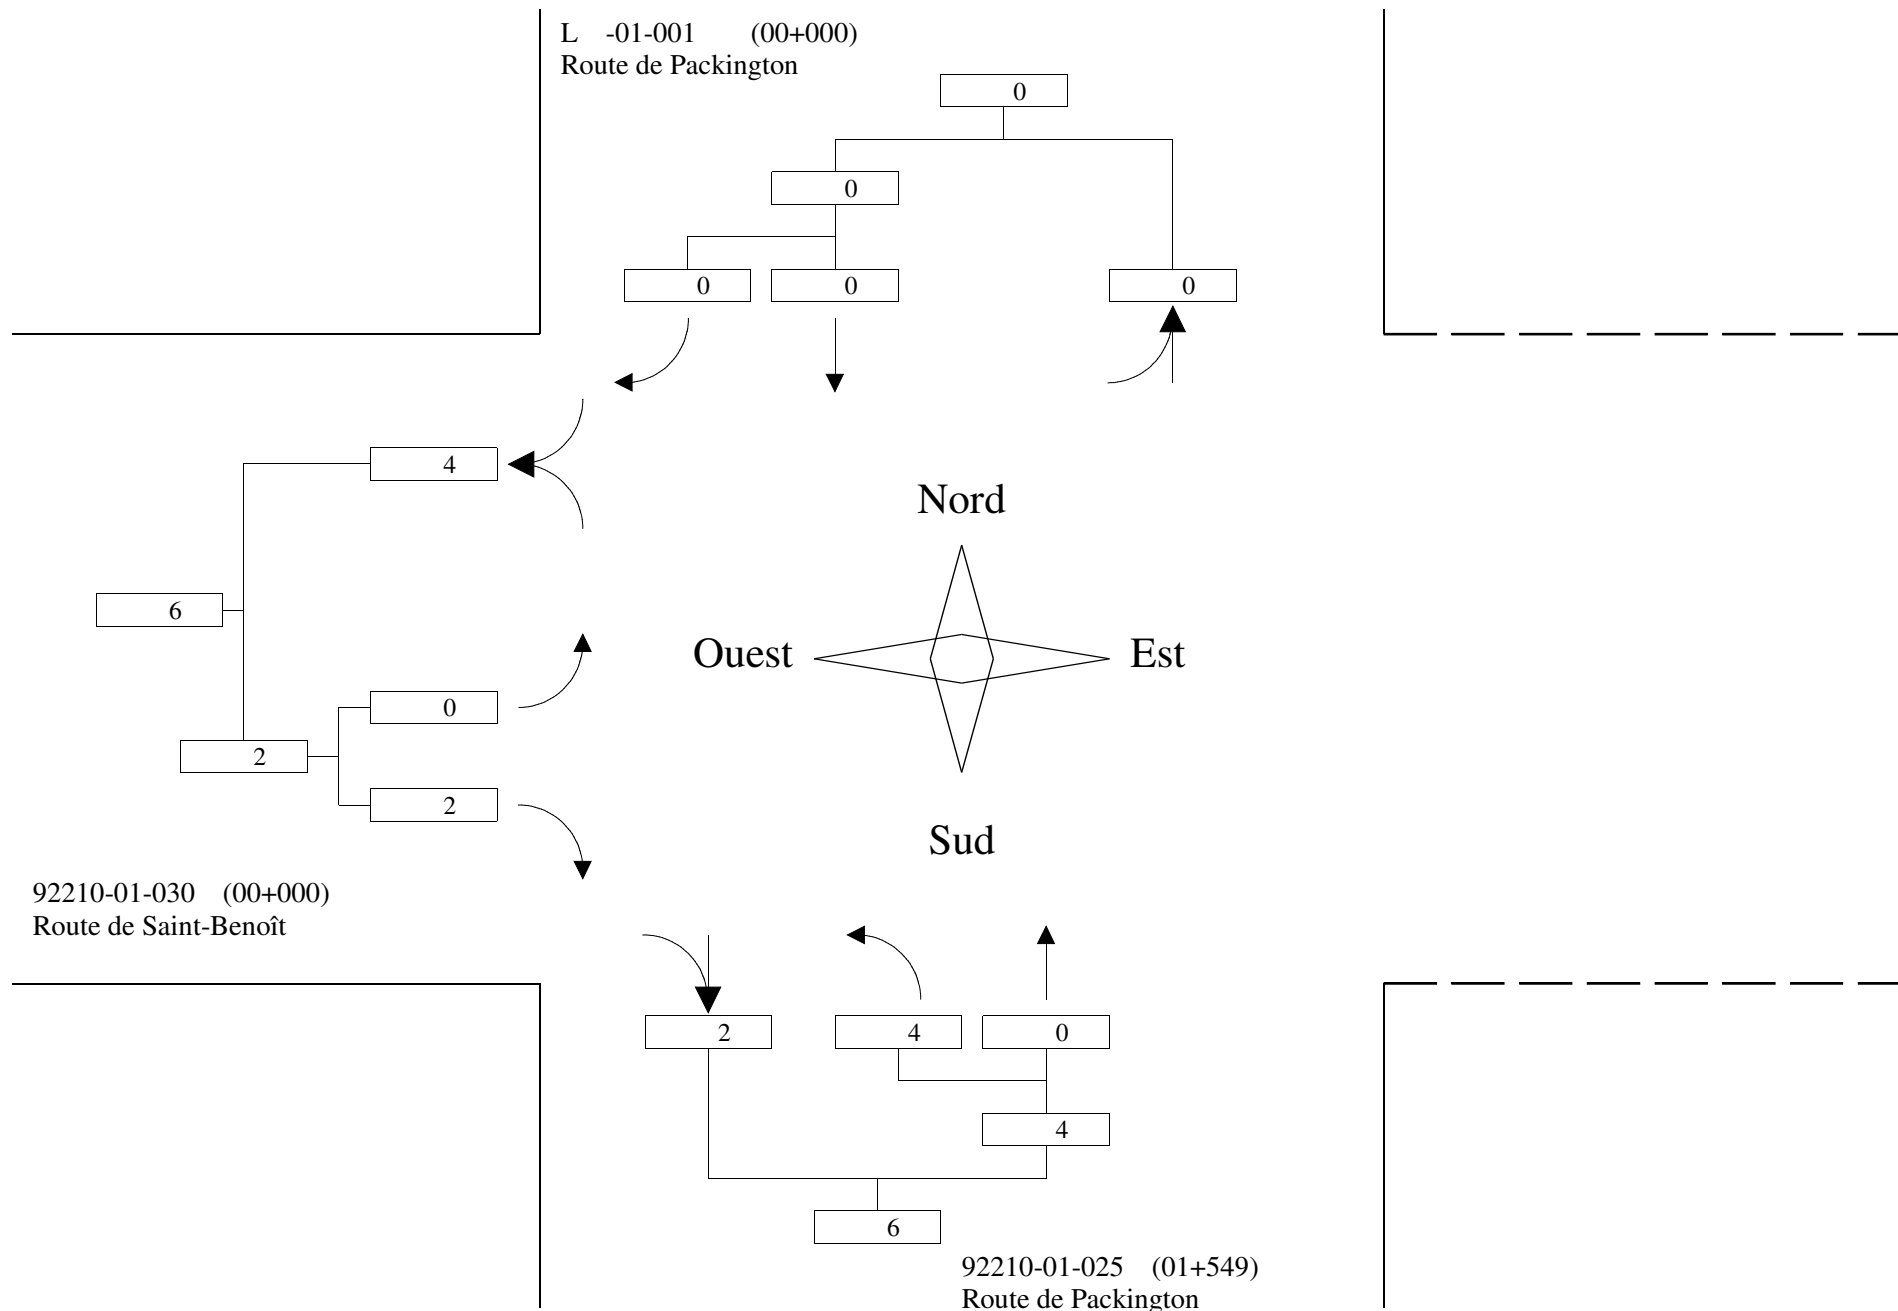 L -01-001 (00+000)
Route de Packington
0
0
0 0 0
4
Nord
6
Ouest Est
0
2
2
Sud
92210-01-030 (00+000)
Route de Saint-Benoît
2 4 0
4
6
92210-01-025 (01+549)
Route de Packington